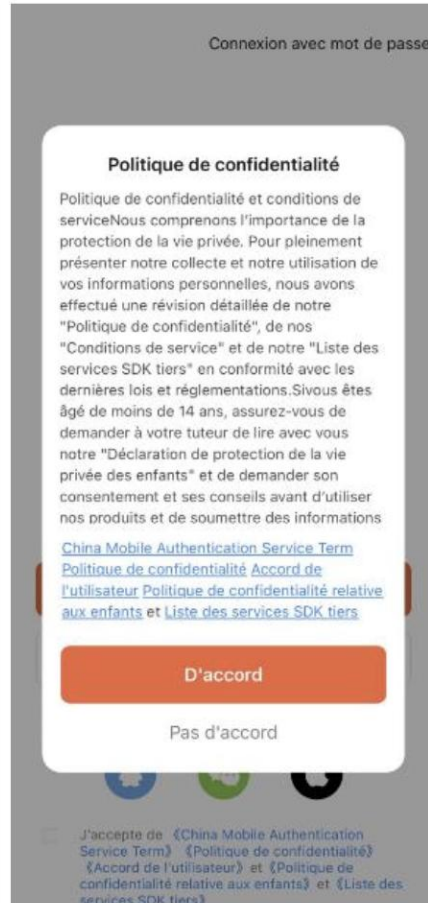 Connexion avec mot de passe
Politique de confidentialité
Politique de confidentialité et conditions de
serviceNous comprenons l'importance de la
protection de la vie privée. Pour pleinement
présenter notre collecte et notre utilisation de
vos informations personnelles, nous avons
effectué une révision détaillée de notre
"Politique de confidentialité", de nos
"Conditions de service" et de notre "Liste des
services SDK tiers" en conformité avec les
dernières lois et réglementations.Sivous êtes
âgé de moins de 14 ans, assurez-vous de
demander à votre tuteur de lire avec vous
notre "Déclaration de protection de la vie
privée des enfants" et de demander son
consentement et ses conseils avant d'utiliser
nos produits et de soumettre des informations
China Mobile Authentication Service Term
Politique de confidentialité Accord de
l'utilisateur Politique de confidentialité relative
aux enfants et Liste des services SDK tiers
D'accord
Pas d'accord
J'accepte de 《China Mobile Authentication
Service Term》 《Politique de confidentialité》
《Accord de l'utilisateur》 et 《Politique de
confidentialité relative aux enfants》 et 《Liste des
services SDK tiers》